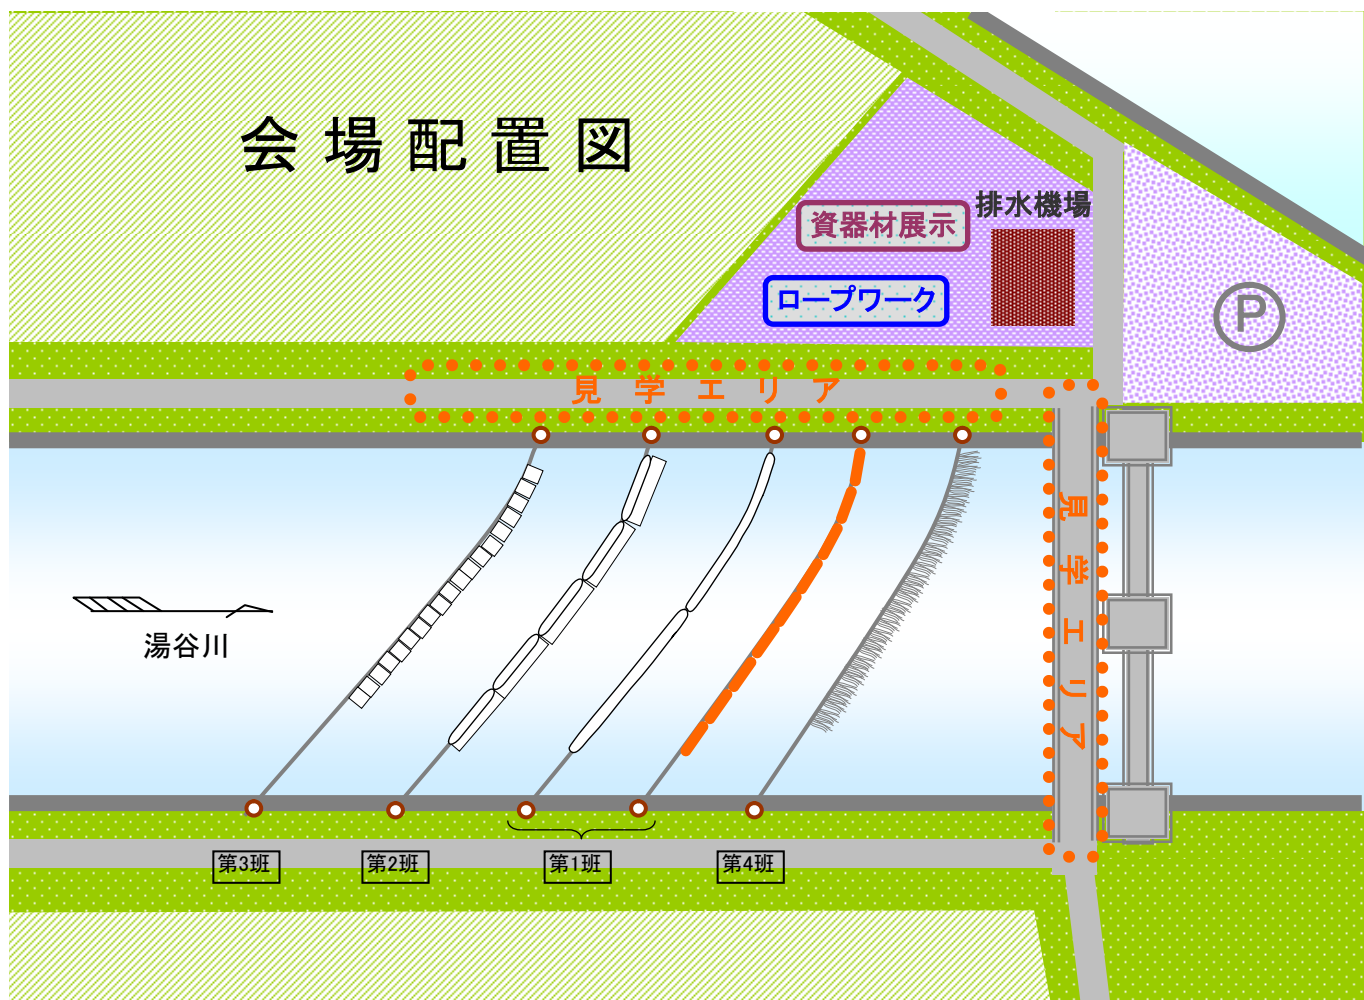 会場配置図
排水機場
資器材展示
ロープワーク
P
見学エリア
見学エリア
湯谷川
第3班
第2班
第1班
第4班